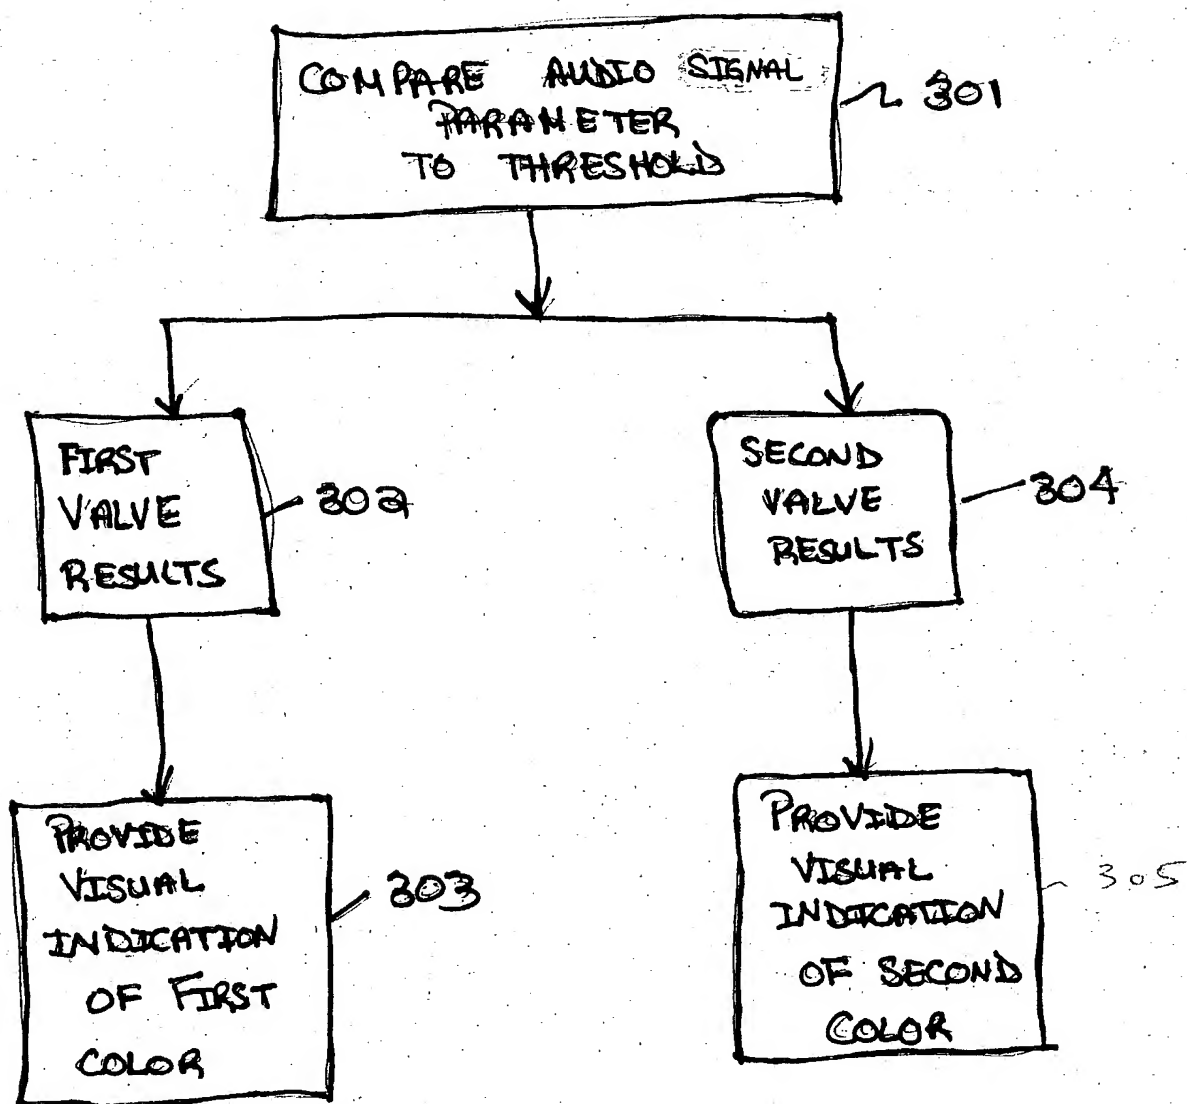 COMPARE AUDIO SIGNAL
PARAMETER
TO THRESHOLD
301
FIRST
VALVE
RESULTS
302
SECOND
VALVE
RESULTS
304
PROVIDE
VISUAL
INDICATION
OF FIRST
COLOR
303
PROVIDE
VISUAL
INDICATION
OF SECOND
COLOR
305